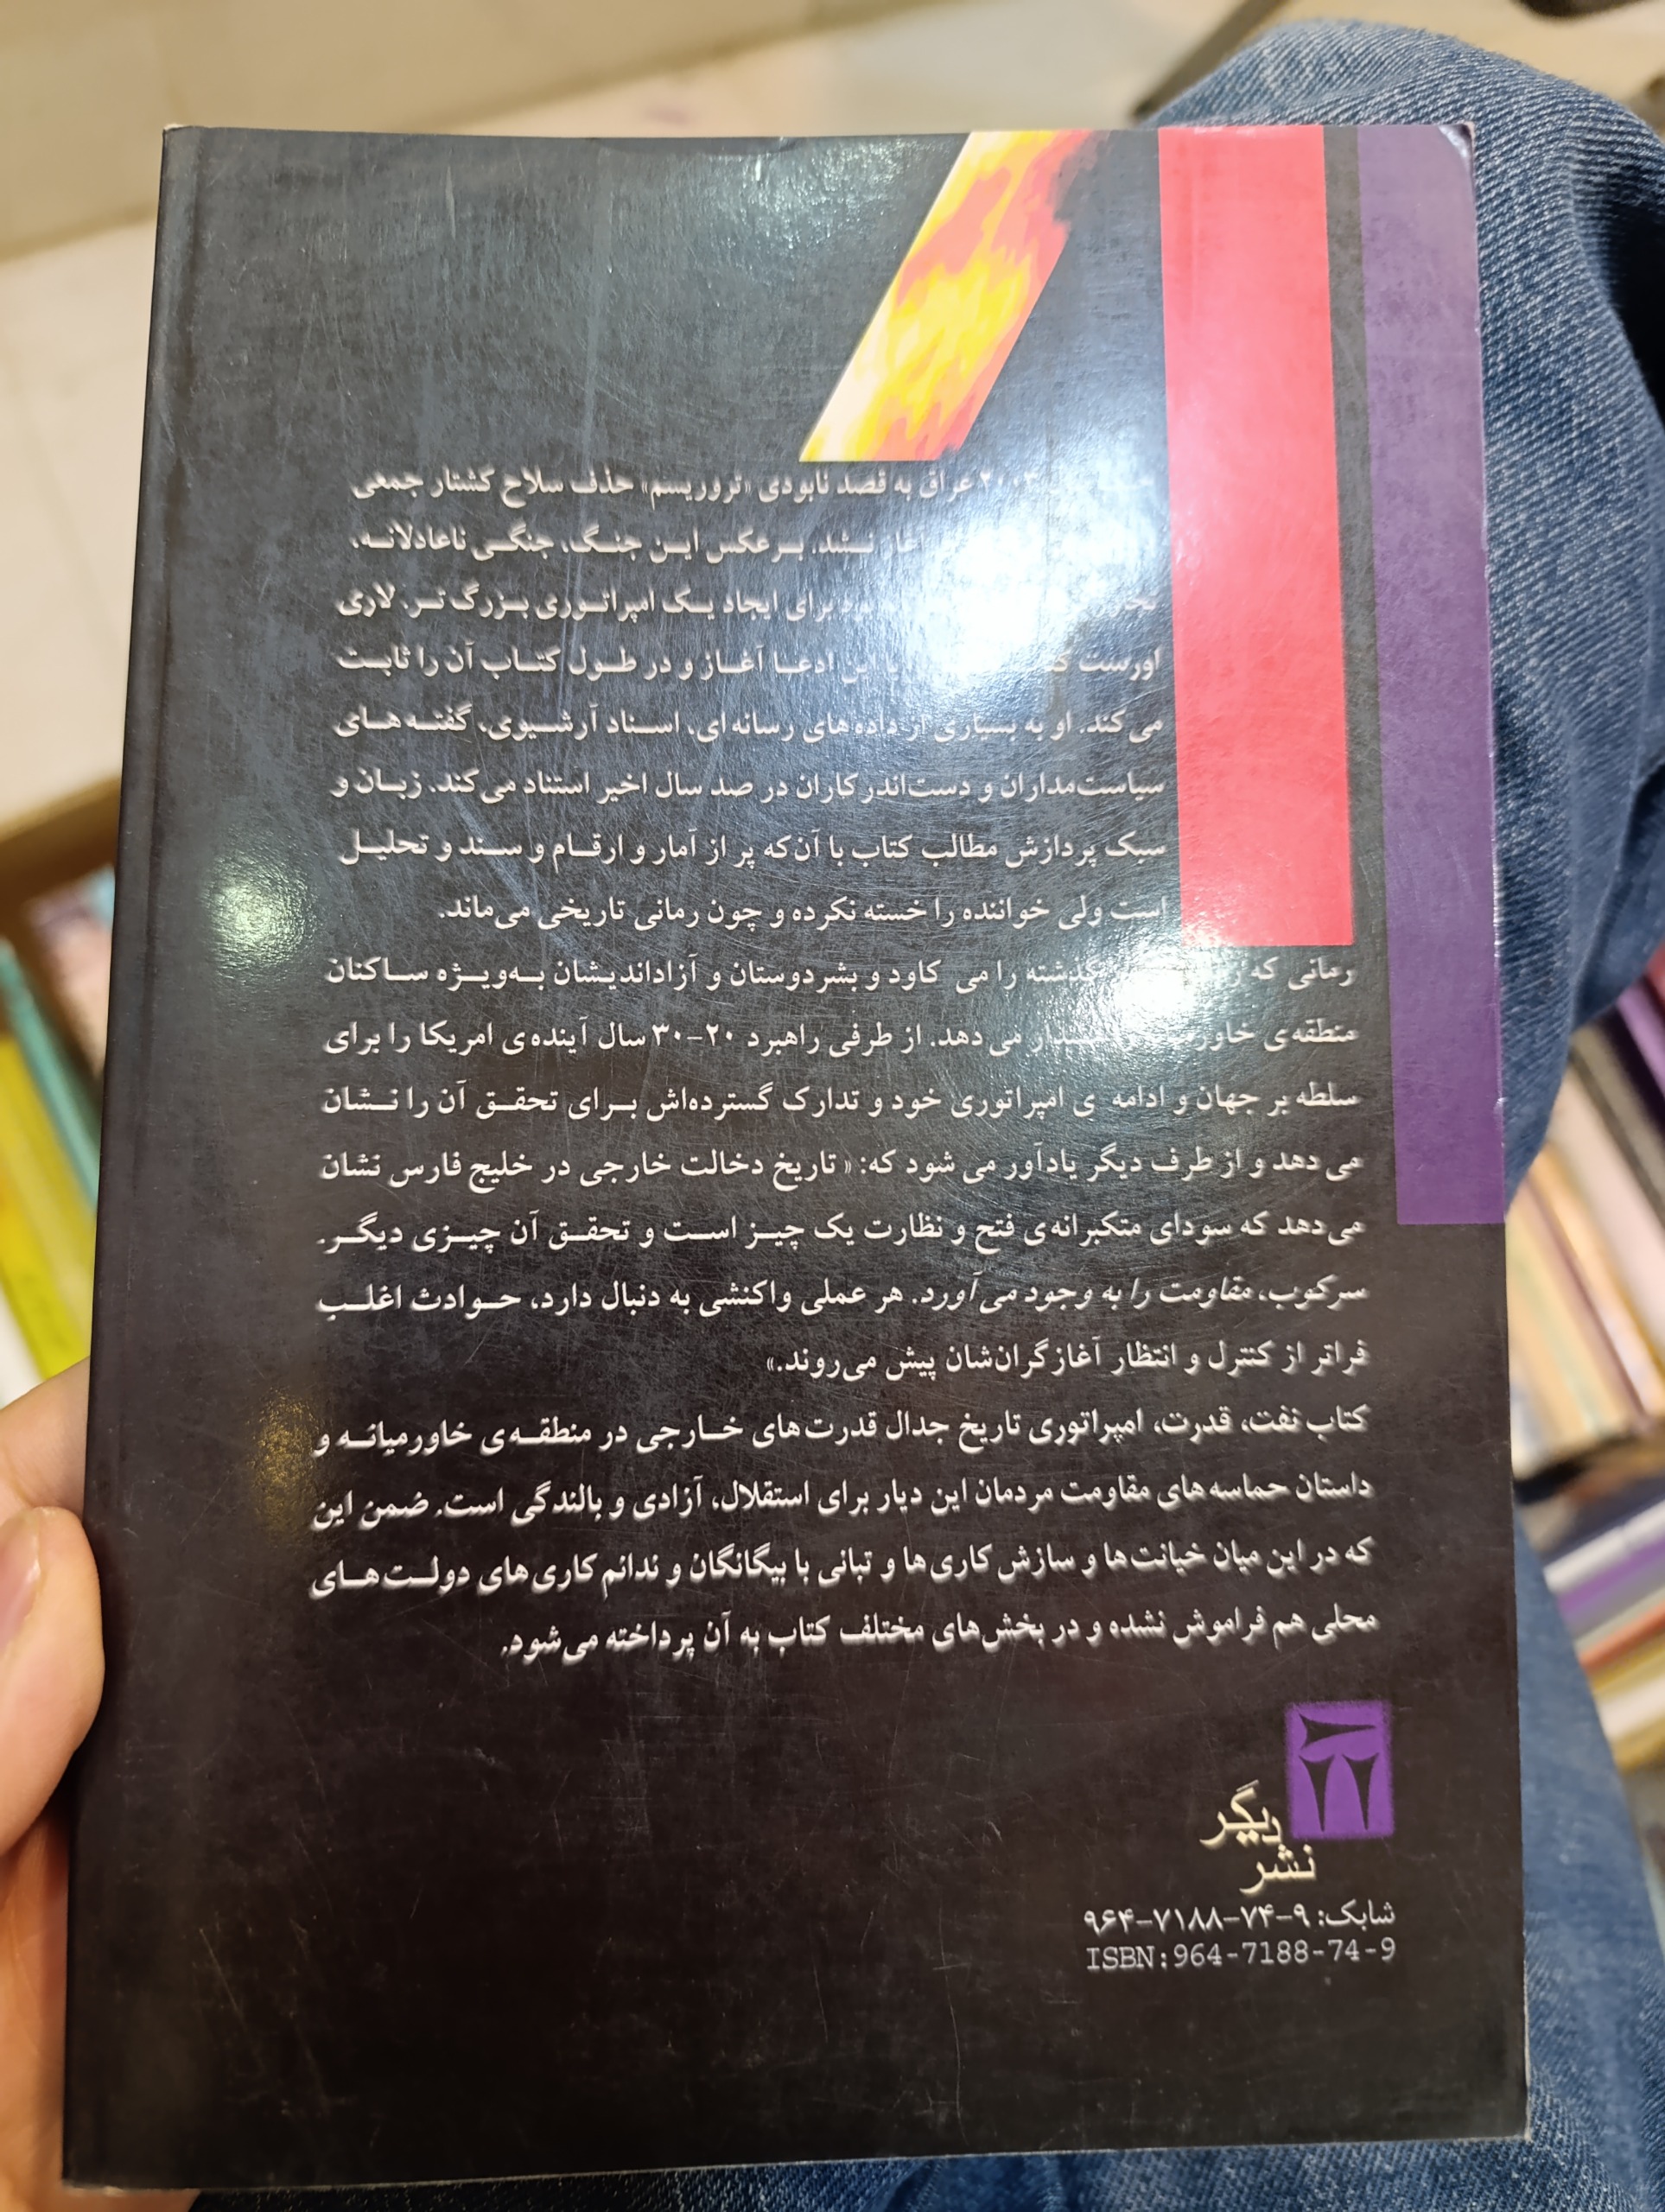 ۲۰۰۳ عراق به قصد نابودی «تروریسم» حذف سلاح کشتار جمعی
نشد. برعکس این جنگ، جنگی ناعادلانه،
برای ایجاد یک امپراتوری بزرگ تر. لاری
اورست این ادعا آغاز و در طول کتاب آن را ثابت
می کند. او به بسیاری از داده های رسانه ای، اسناد آرشیوی، گفته های
سیاست‌مداران و دست‌اندرکاران در صد سال اخیر استناد می کند. زبان و
سبک پردازش مطالب کتاب با آن‌که پر از آمار و ارقام و سند و تحلیل
است ولی خواننده را خسته نکرده و چون رمانی تاریخی می‌ماند.
رمانی که گذشته را می کاود و بشردوستان و آزاداندیشان به‌ویژه ساکنان
منطقه‌ی می دهد. از طرفی راهبرد ۲۰-۳۰ سال آینده ی امریکا را برای
سلطه بر جهان و ادامه ی امپراتوری خود و تدارک گسترده‌اش برای تحقق آن را نشان
می دهد و از طرف دیگر یادآور می شود که: « تاریخ دخالت خارجی در خلیج فارس نشان
می‌دهد که سودای متکبرانه‌ی فتح و نظارت یک چیز است و تحقق آن چیزی دیگر.
سرکوب، مقاومت را به وجود می‌آورد. هر عملی واکنشی به دنبال دارد، حوادث اغلب
فراتر از کنترل و انتظار آغازگران‌شان پیش می‌روند.»
کتاب نفت، قدرت، امپراتوری تاریخ جدال قدرت های خارجی در منطقه ی خاورمیانه و
داستان حماسه های مقاومت مردمان این دیار برای استقلال، آزادی و بالندگی است. ضمن این
که در این میان خیانت ها و سازش کاری ها و تبانی با بیگانگان و ندانم کاری های دولت های
محلی هم فراموش نشده و در بخش‌های مختلف کتاب به آن پرداخته می‌شود.
نشر دیگر
شابک: ۹-۷۴-۷۱۸۸-۹۶۴
ISBN:964-7188-74-9